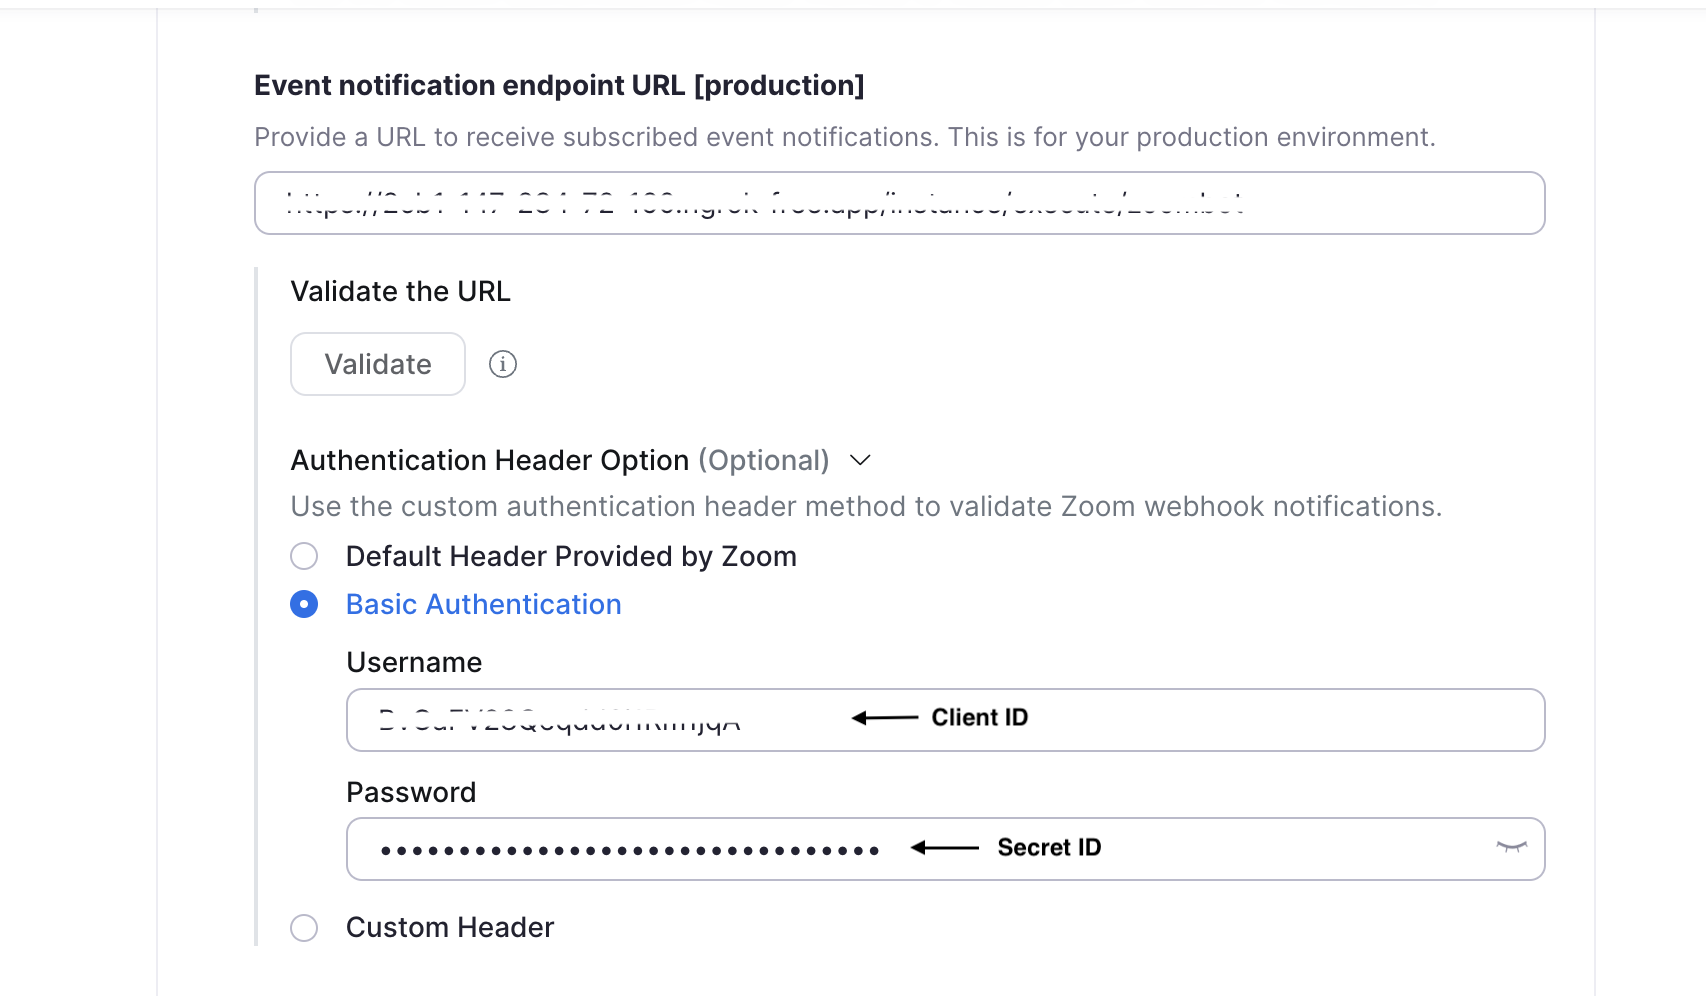 Event notification endpoint URL [production]
Provide a URL to receive subscribed event notifications. This is for your production environment.
Validate the URL
Validate
Authentication Header Option (Optional)
Use the custom authentication header method to validate Zoom webhook notifications.
Default Header Provided by Zoom
Basic Authentication
Username
Client ID
Password
Secret ID
Custom Header